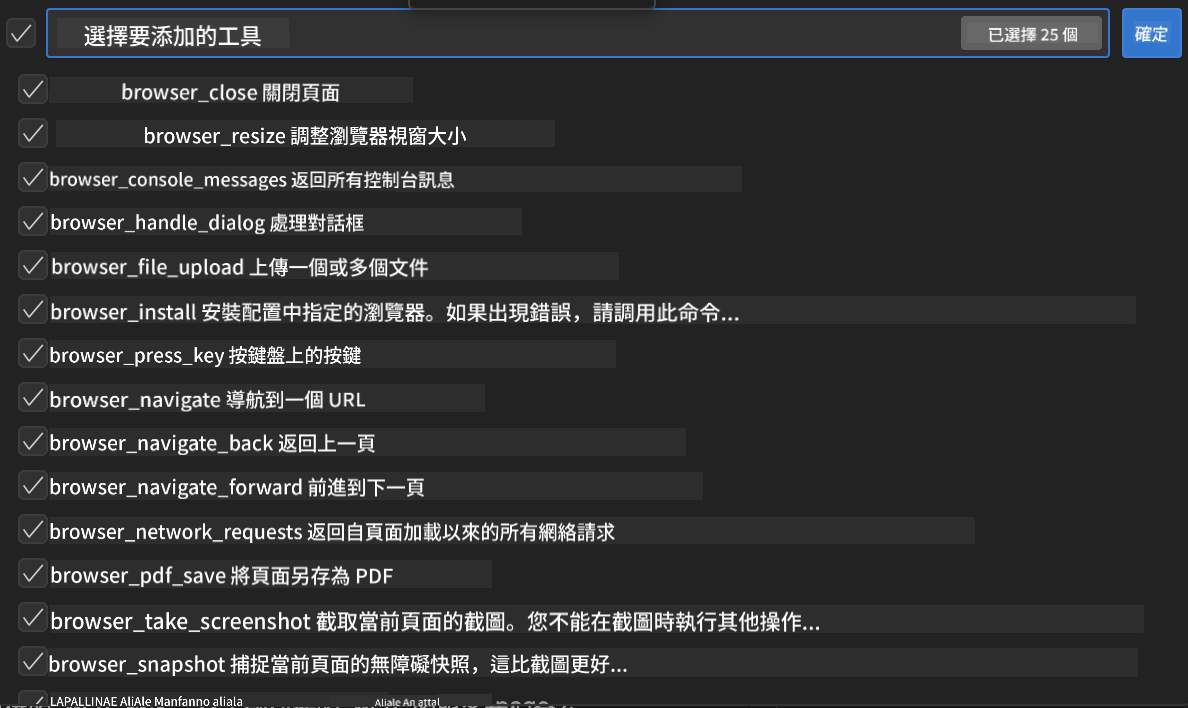 選擇要添加的工具
已選擇 25 個
確定
browser_close 關閉頁面
browser_resize 調整瀏覽器視窗大小
browser_console_messages 返回所有控制台訊息
browser_handle_dialog 處理對話框
browser_file_upload 上傳一個或多個文件
browser_install 安裝配置中指定的瀏覽器。如果出現錯誤，請調用此命令...
browser_press_key 按鍵盤上的按鍵
browser_navigate 導航到一個 URL
browser_navigate_back 返回上一頁
browser_navigate_forward 前進到下一頁
browser_network_requests 返回自頁面加載以來的所有網絡請求
browser_pdf_save 將頁面另存為 PDF
browser_take_screenshot 截取當前頁面的截圖。您不能在截圖時執行其他操作...
browser_snapshot 捕捉當前頁面的無障礙快照，這比截圖更好...
LAPALLINAE AliAle Manfanno aliala